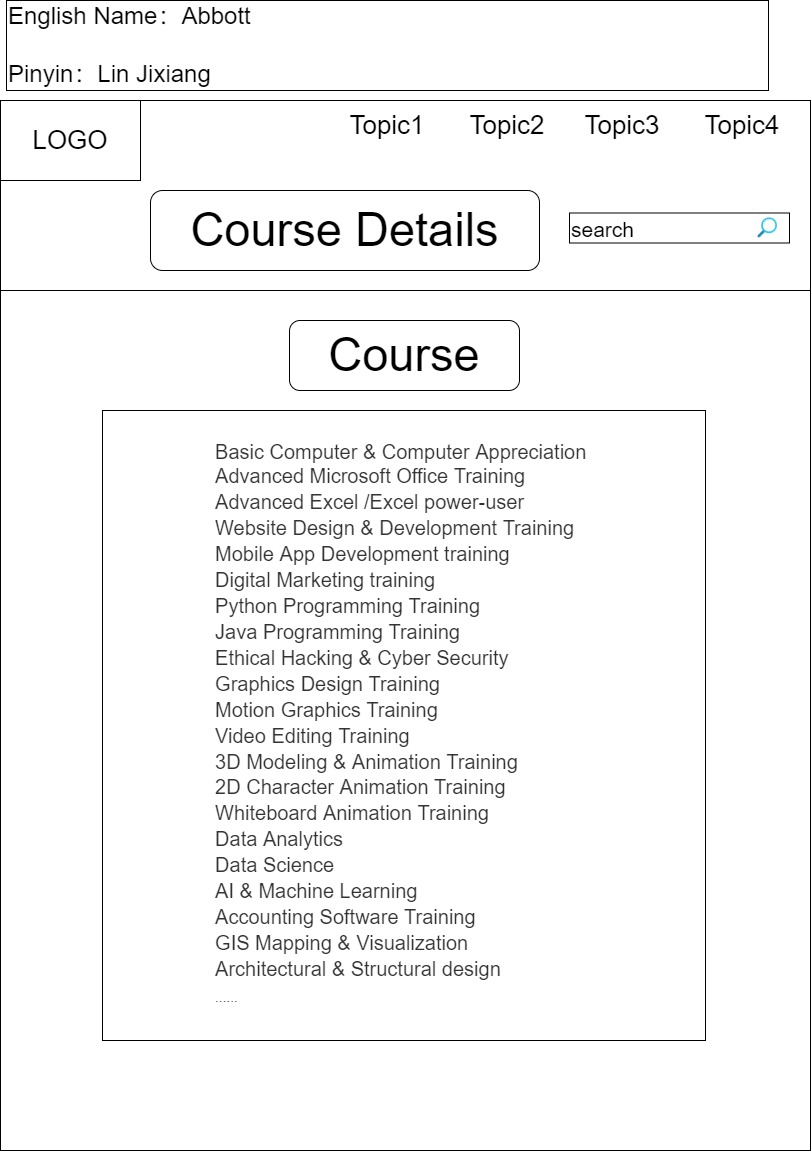 English Name：Abbott
Pinyin：Lin Jixiang
LOGO
Topic1 Topic2 Topic3 Topic4
Course Details
search
Course
Basic Computer & Computer Appreciation
Advanced Microsoft Office Training
Advanced Excel /Excel power-user
Website Design & Development Training
Mobile App Development training
Digital Marketing training
Python Programming Training
Java Programming Training
Ethical Hacking & Cyber Security
Graphics Design Training
Motion Graphics Training
Video Editing Training
3D Modeling & Animation Training
2D Character Animation Training
Whiteboard Animation Training
Data Analytics
Data Science
AI & Machine Learning
Accounting Software Training
GIS Mapping & Visualization
Architectural & Structural design
......